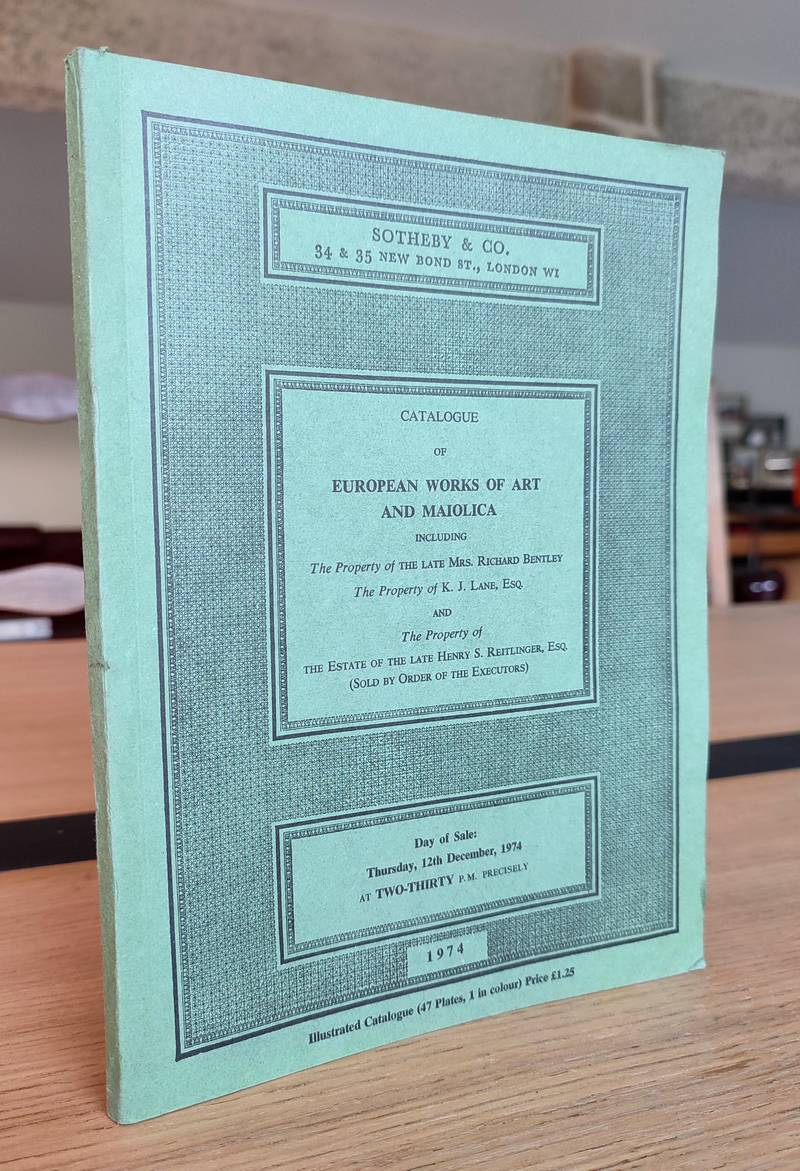 SOTHEBY & CO.
34 & 35 NEW BOND ST., LONDON W1
CATALOGUE
OF
EUROPEAN WORKS OF ART
AND MAIOLICA
INCLUDING
The Property of THE LATE MRS. RICHARD BENTLEY
The Property of K. J. LANE, ESQ.
AND
The Property of
THE ESTATE OF THE LATE HENRY S. REITLINGER, ESQ.
(SOLD BY ORDER OF THE EXECUTORS)
Day of Sale:
Thursday, 12th December, 1974
AT TWO-THIRTY P.M. PRECISELY
1974
Illustrated Catalogue (47 Plates, 1 in colour) Price £1.25